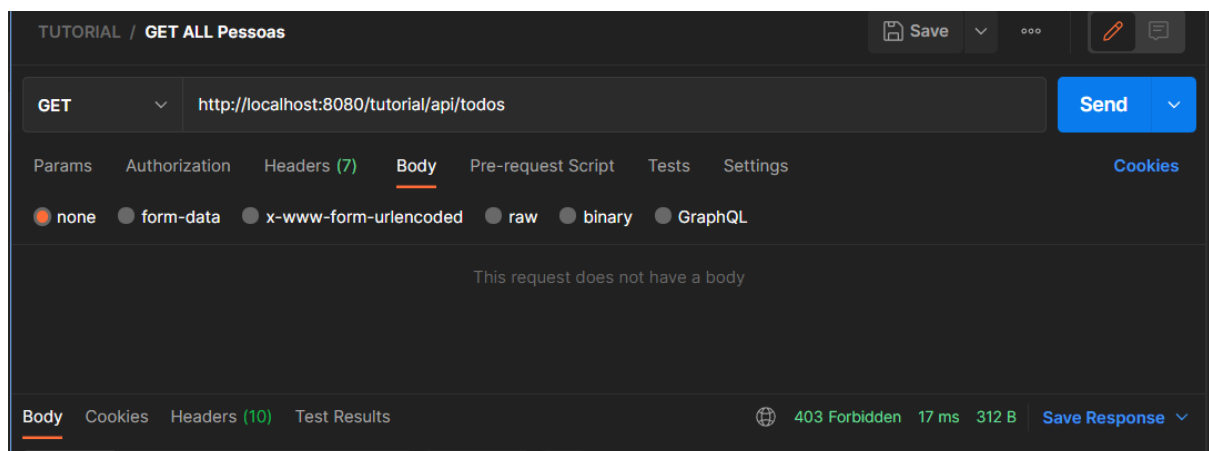 TUTORIAL / GET ALL Pessoas Save
GET http://localhost:8080/tutorial/api/todos Send
Params Authorization Headers (7) Body Pre-request Script Tests Settings Cookies
none form-data x-www-form-urlencoded raw binary GraphQL
This request does not have a body
Body Cookies Headers (10) Test Results 403 Forbidden 17 ms 312 B Save Response